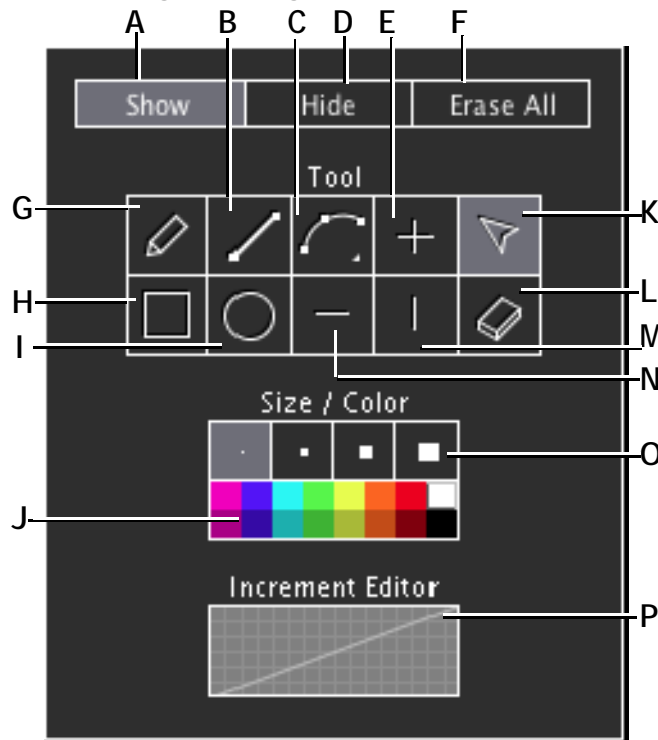 A B C D E F
Show Hide Erase All
Tool
G K
H L
I M
N
Size / Color
O
J
Increment Editor
P